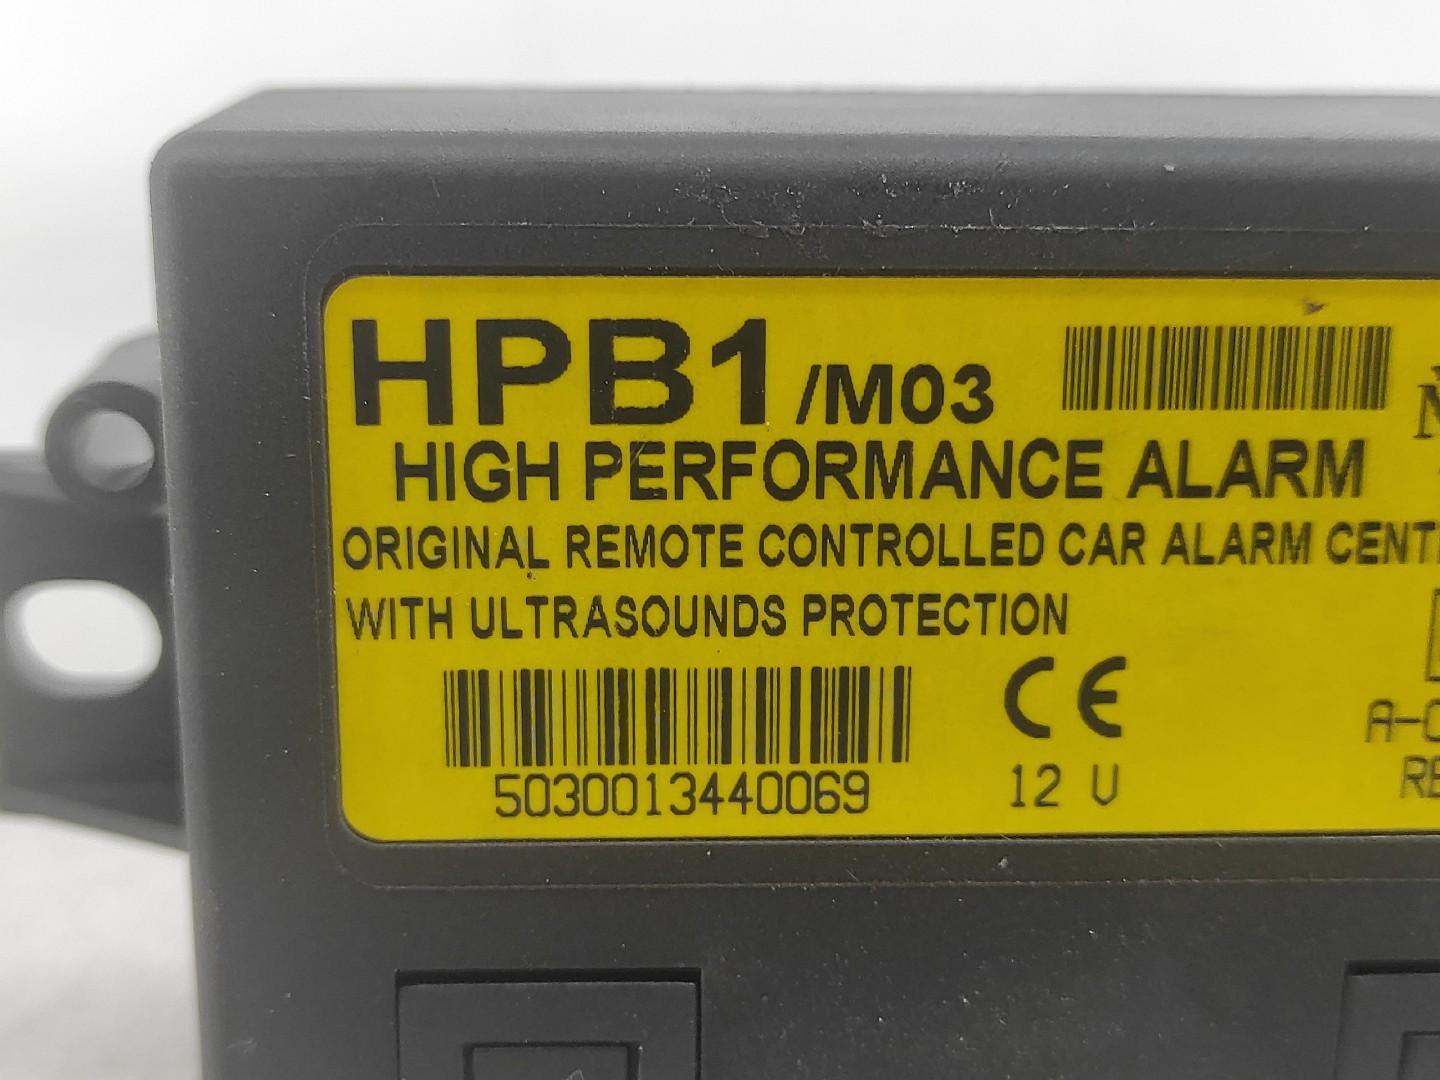 HPB1 /M03
HIGH PERFORMANCE ALARM
ORIGINAL REMOTE CONTROLLED CAR ALARM
WITH ULTRASOUNDS PROTECTION
CE
5030013440069
12 V